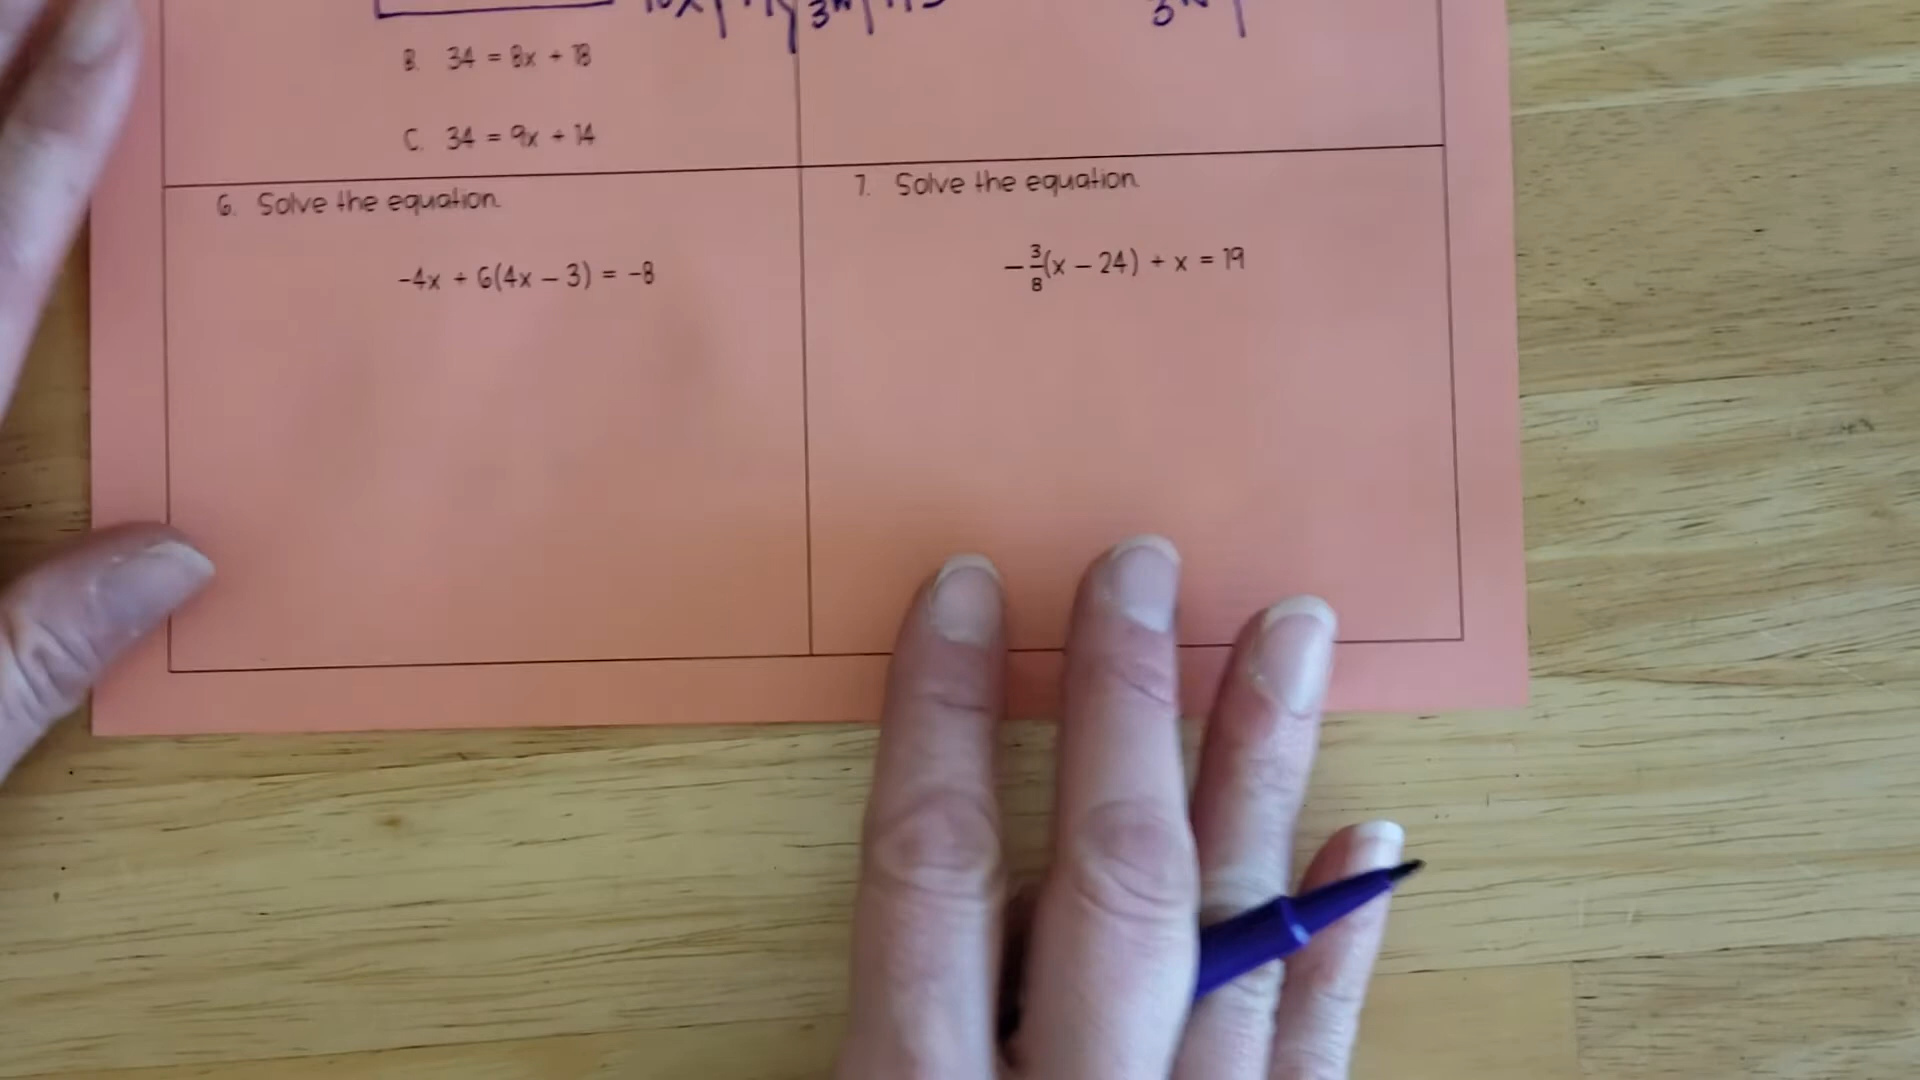 B. 34 = 8x + 18
C. 34 = 9x + 14
6. Solve the equation.
-4x + 6(4x - 3) = -8
7. Solve the equation.
-3/8(x - 24) + x = 19